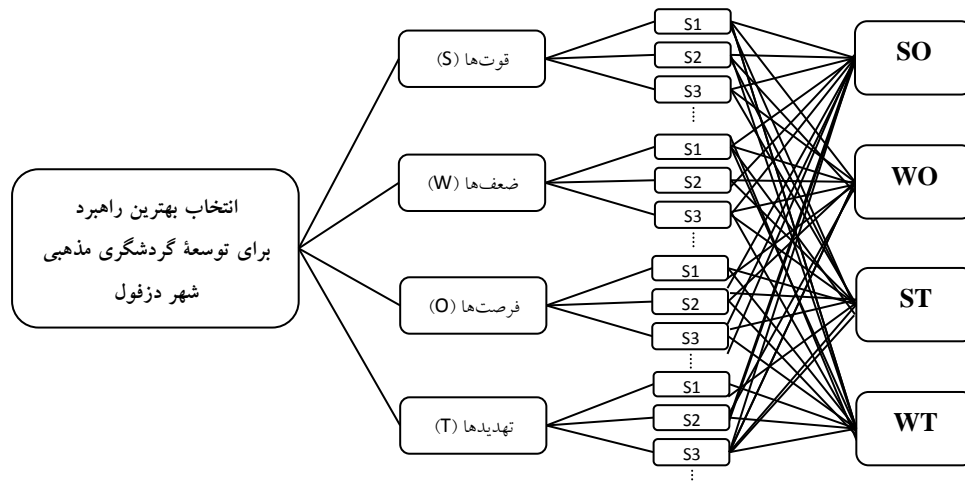 انتخاب بهترین راهبرد
برای توسعهٔ گردشگری مذهبی
شهر دزفول
قوت‌ها (S)
ضعف‌ها (W)
فرصت‌ها (O)
تهدیدها (T)
S1
S2
S3
...
S1
S2
S3
...
S1
S2
S3
...
S1
S2
S3
...
SO
WO
ST
WT